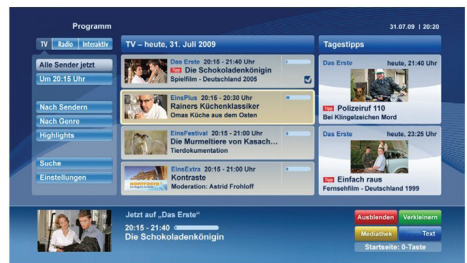 Programm
31.07.09 | 20:20
TV Radio Interaktiv
Alle Sender jetzt
Um 20:15 Uhr
Nach Sendern
Nach Genre
Highlights
Suche
Einstellungen
TV – heute, 31. Juli 2009
Das Erste 20:15 - 21:40 Uhr
Tipp Die Schokoladenkönigin
Spielfilm - Deutschland 2005
EinsPlus 20:15 - 20:30 Uhr
Rainers Küchenklassiker
Omas Küche aus dem Osten
EinsFestival 20:15 - 21:00 Uhr
Die Murmeltiere von Kasach...
Tierdokumentation
EinsExtra 20:15 - 21:00 Uhr
Kontraste
Moderation: Astrid Frohloff
KONTRASTE
Tagestipps
Das Erste heute, 21:40 Uhr
Tipp Polizeiruf 110
Bei Klingelzeichen Mord
Das Erste heute, 23:25 Uhr
Tipp Einfach raus
Fernsehfilm - Deutschland 1999
Jetzt auf „Das Erste“
20:15 - 21:40
Die Schokoladenkönigin
Ausblenden Verkleinern
Mediathek Text
Startseite: 0-Taste